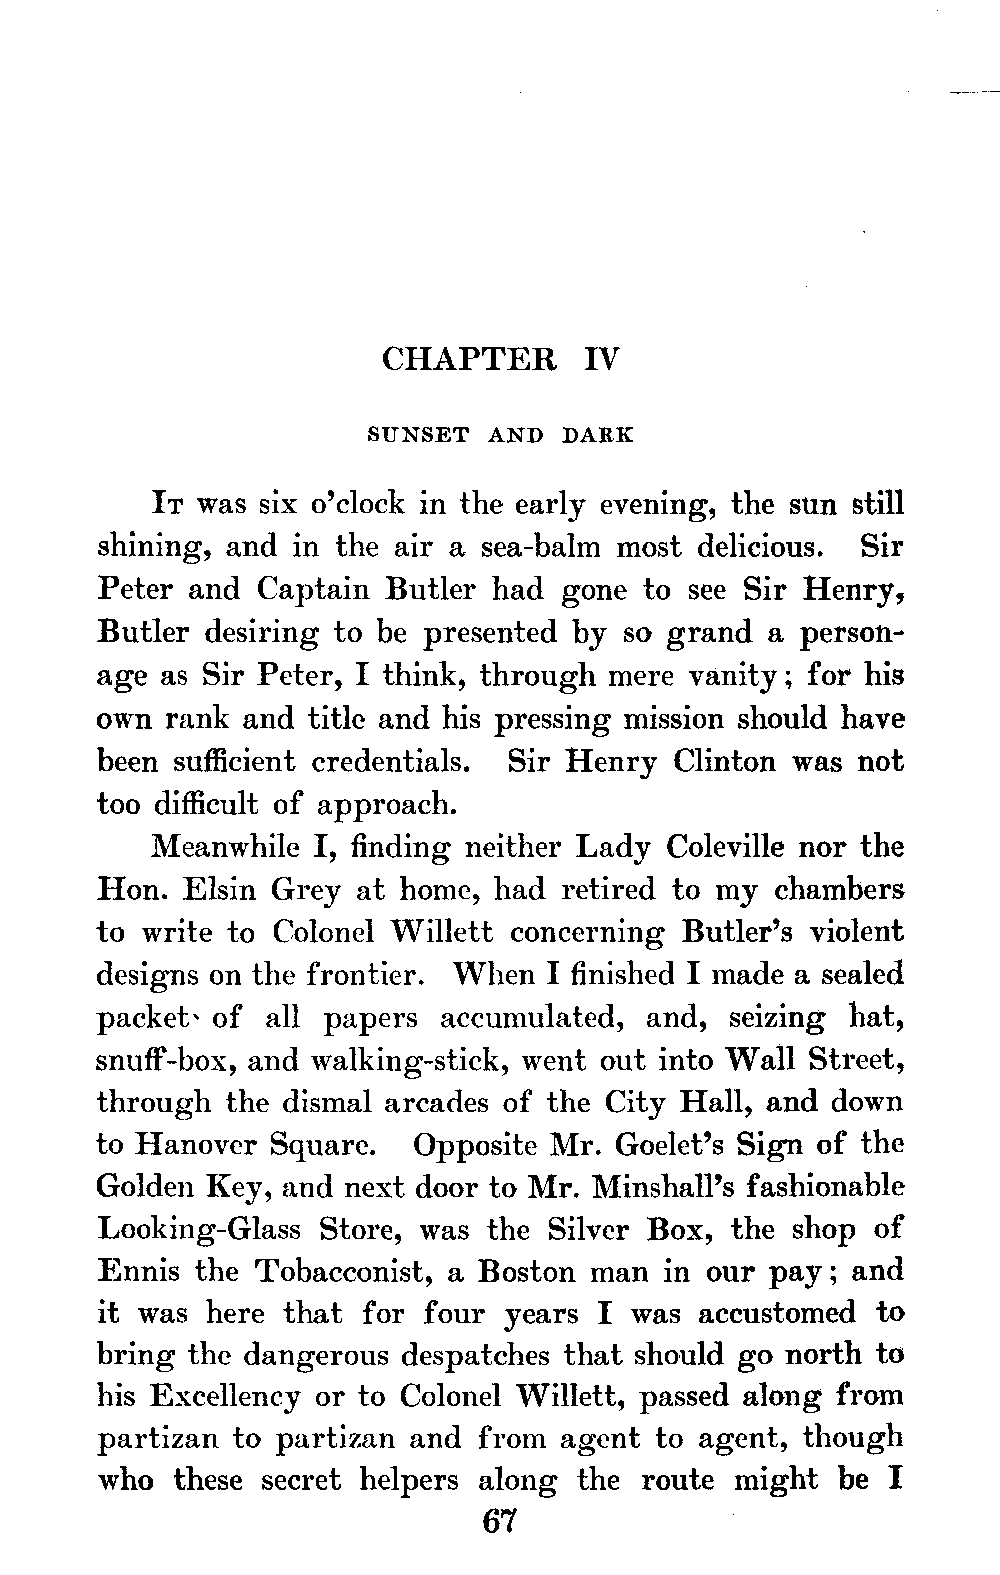 CHAPTER IV
SUNSET AND DARK
IT was six o'clock in the early evening, the sun still
shining, and in the air a sea-balm most delicious. Sir
Peter and Captain Butler had gone to see Sir Henry,
Butler desiring to be presented by so grand a person-
age as Sir Peter, I think, through mere vanity; for his
own rank and title and his pressing mission should have
been sufficient credentials. Sir Henry Clinton was not
too difficult of approach.
Meanwhile I, finding neither Lady Coleville nor the
Hon. Elsin Grey at home, had retired to my chambers
to write to Colonel Willett concerning Butler's violent
designs on the frontier. When I finished I made a sealed
packet of all papers accumulated, and, seizing hat,
snuff-box, and walking-stick, went out into Wall Street,
through the dismal arcades of the City Hall, and down
to Hanover Square. Opposite Mr. Goelet's Sign of the
Golden Key, and next door to Mr. Minshall's fashionable
Looking-Glass Store, was the Silver Box, the shop of
Ennis the Tobacconist, a Boston man in our pay; and
it was here that for four years I was accustomed to
bring the dangerous despatches that should go north to
his Excellency or to Colonel Willett, passed along from
partizan to partizan and from agent to agent, though
who these secret helpers along the route might be I
67